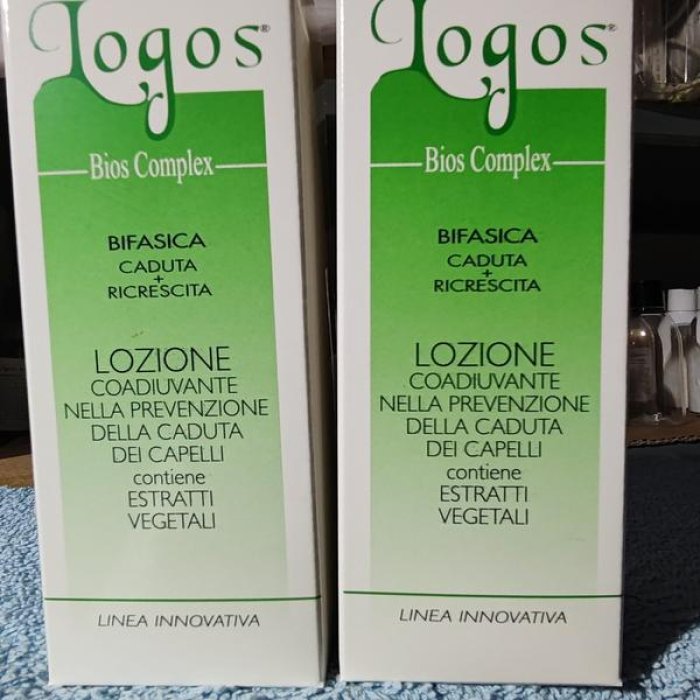 Logos®
Bios Complex
BIFASICA
CADUTA
+
RICRESCITA
LOZIONE
COADIUVANTE
NELLA PREVENZIONE
DELLA CADUTA
DEI CAPELLI
contiene
ESTRATTI
VEGETALI
LINEA INNOVATIVA
Logos®
Bios Complex
BIFASICA
CADUTA
+
RICRESCITA
LOZIONE
COADIUVANTE
NELLA PREVENZIONE
DELLA CADUTA
DEI CAPELLI
contiene
ESTRATTI
VEGETALI
LINEA INNOVATIVA